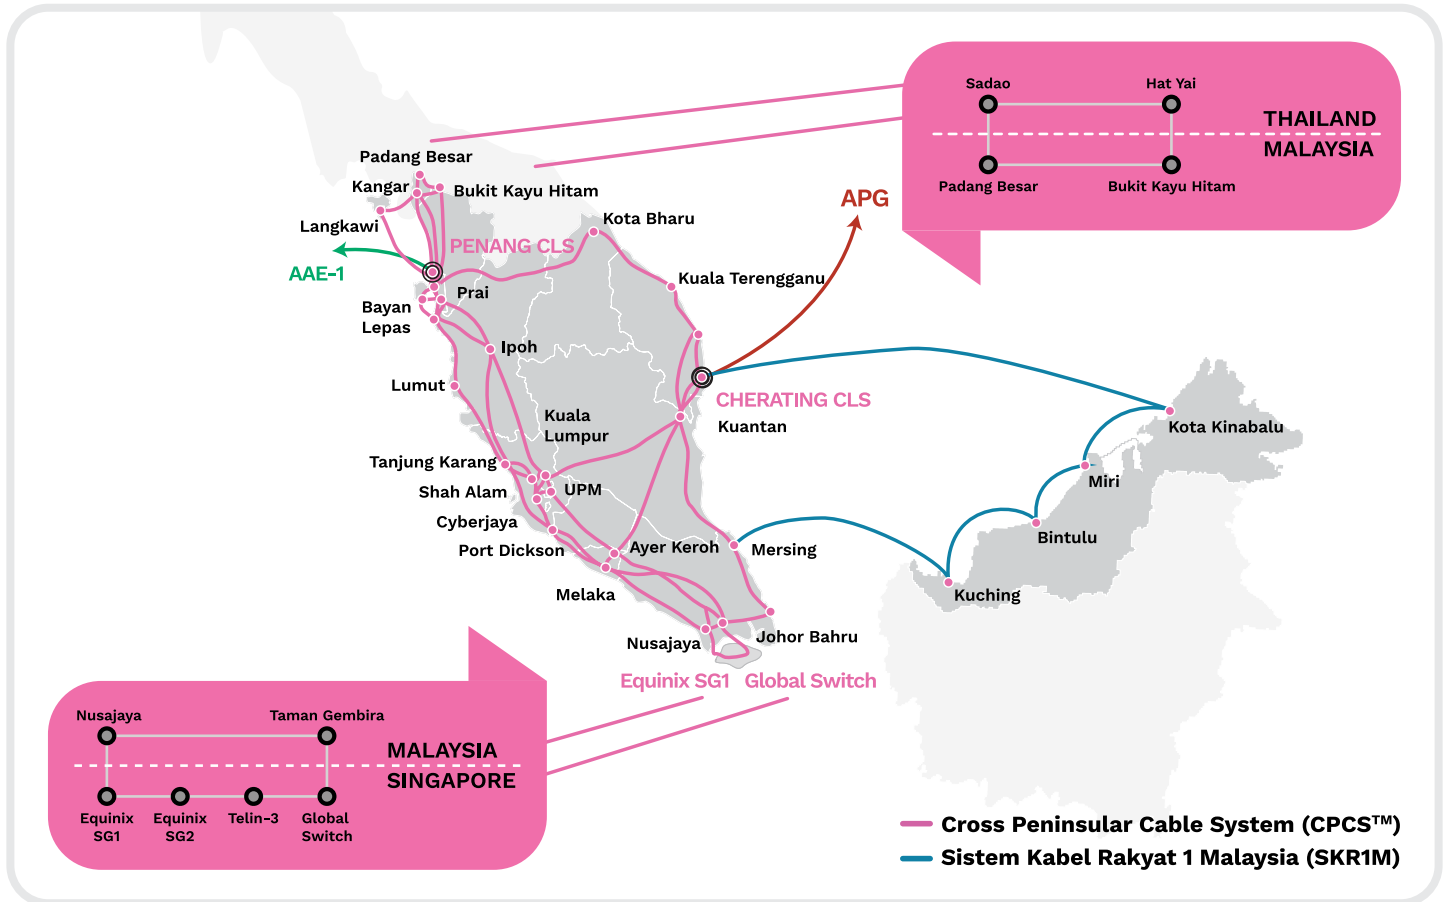 Sadao
Hat Yai
THAILAND
MALAYSIA
Padang Besar
Bukit Kayu Hitam
Padang Besar
Kangar
Bukit Kayu Hitam
Langkawi
APG
Kota Bharu
PENANG CLS
AAE-1
Kuala Terengganu
Prai
Bayan
Lepas
Ipoh
Lumut
CHERATING CLS
Kuala
Lumpur
Kuantan
Kota Kinabalu
Tanjung Karang
Miri
Shah Alam
UPM
Cyberjaya
Bintulu
Port Dickson
Ayer Keroh
Mersing
Melaka
Kuching
Nusajaya
Johor Bahru
Equinix SG1
Global Switch
Nusajaya
Taman Gembira
MALAYSIA
SINGAPORE
Equinix
SG1
Equinix
SG2
Telin-3
Global
Switch
Cross Peninsular Cable System (CPCS™)
Sistem Kabel Rakyat 1 Malaysia (SKR1M)